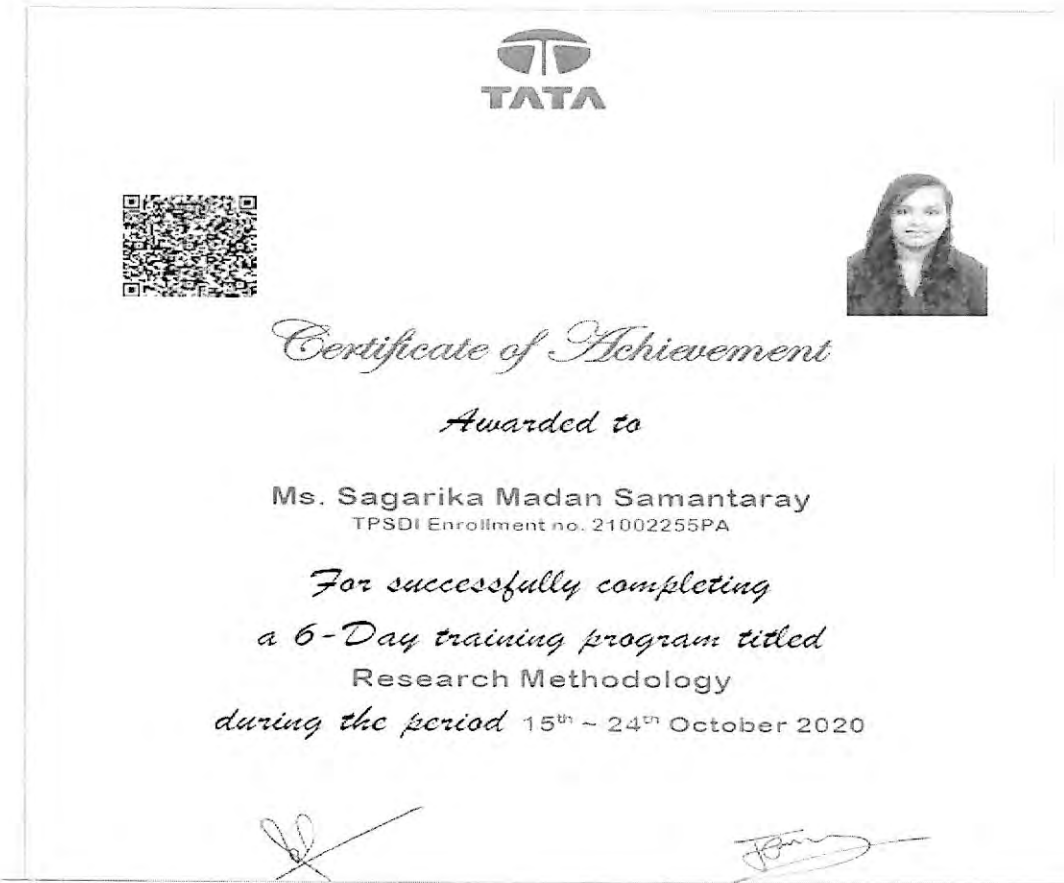 TATA
Certificate of Achievement
Awarded to
Ms. Sagarika Madan Samantaray
TPSDI Enrollment no. 21002255PA
For successfully completing
a 6-Day training program titled
Research Methodology
during the period 15th - 24th October 2020